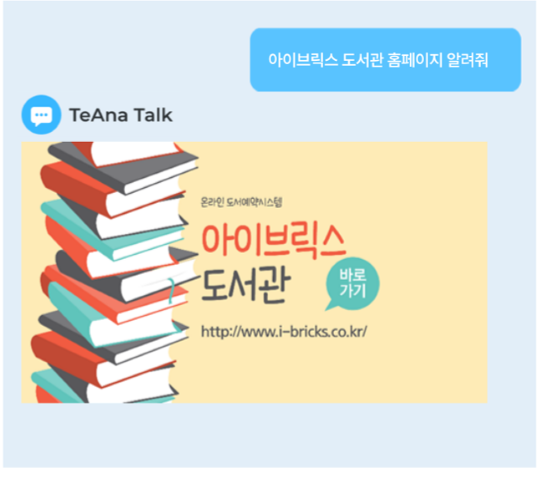 아이브릭스 도서관 홈페이지 알려줘
TeAna Talk
온라인 도서예약시스템
아이브릭스
도서관
바로
가기
http://www.i-bricks.co.kr/